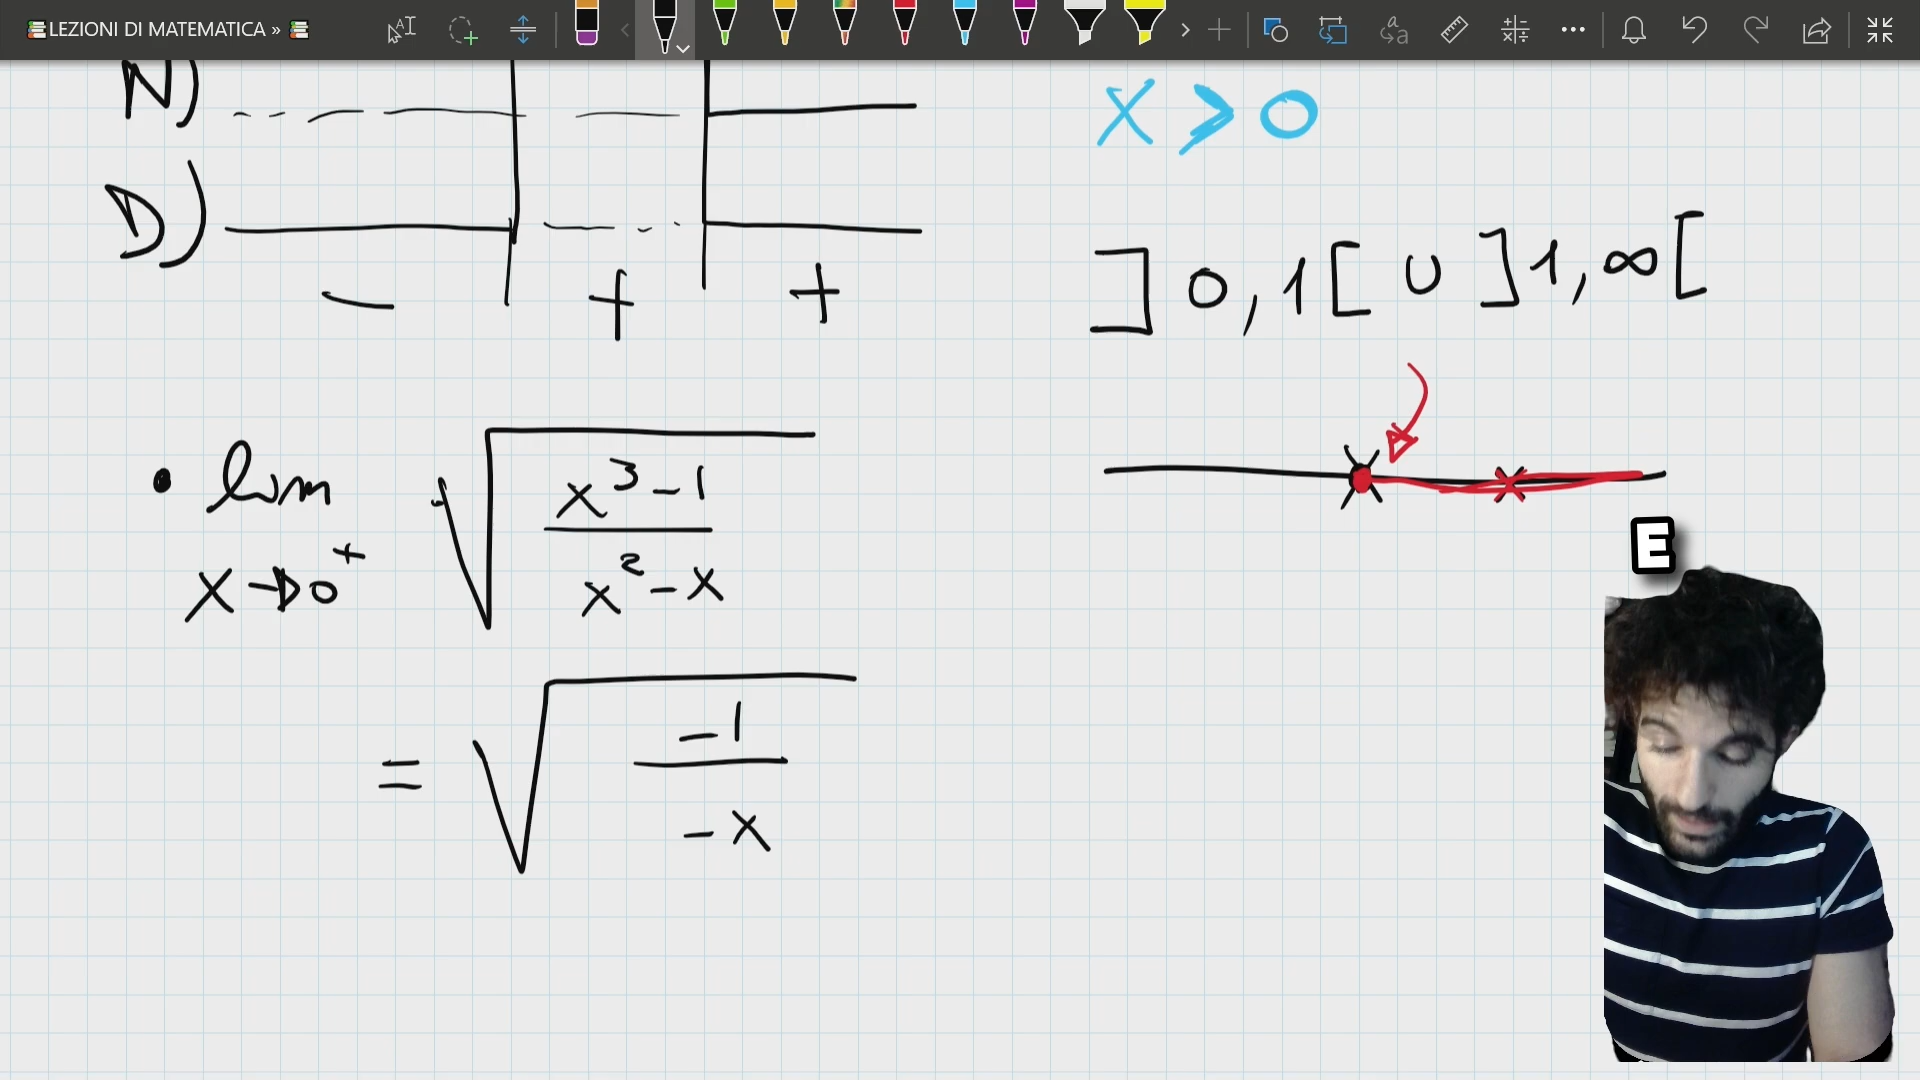 LEZIONI DI MATEMATICA »
N)
D)
− + +
x > 0
]0,1[ ∪ ]1,∞[
• lim x→0⁺ √((x³-1)/(x²-x))
= √(-1/-x)
E